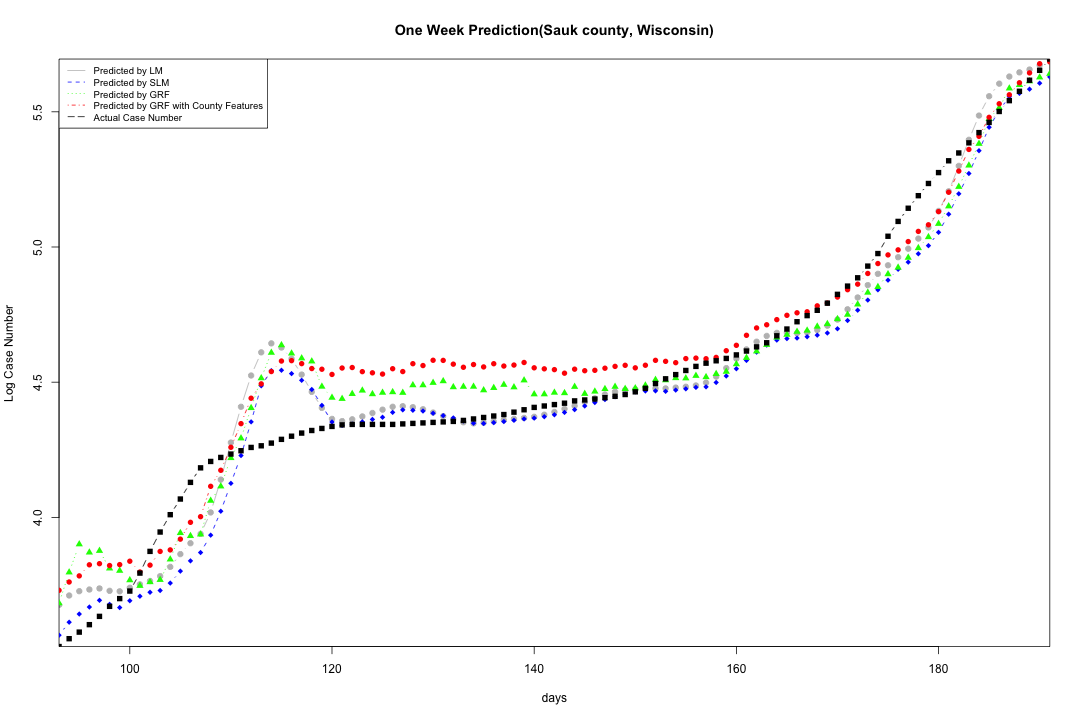 One Week Prediction(Sauk county, Wisconsin)
Predicted by LM
Predicted by SLM
Predicted by GRF
Predicted by GRF with County Features
Actual Case Number
Log Case Number
5.5
5.0
4.5
4.0
100 120 140 160 180
days